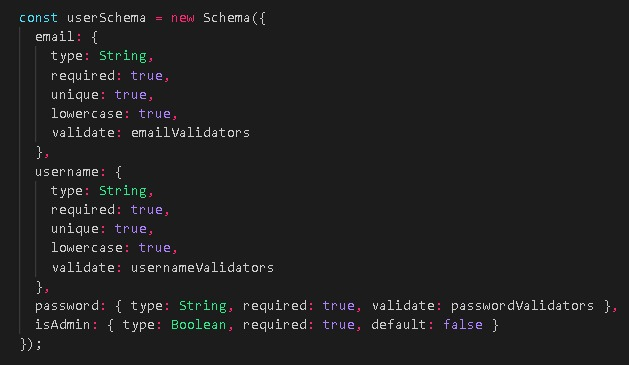 const userSchema = new Schema({
  email: {
    type: String,
    required: true,
    unique: true,
    lowercase: true,
    validate: emailValidators
  },
  username: {
    type: String,
    required: true,
    unique: true,
    lowercase: true,
    validate: usernameValidators
  },
  password: { type: String, required: true, validate: passwordValidators },
  isAdmin: { type: Boolean, required: true, default: false }
});